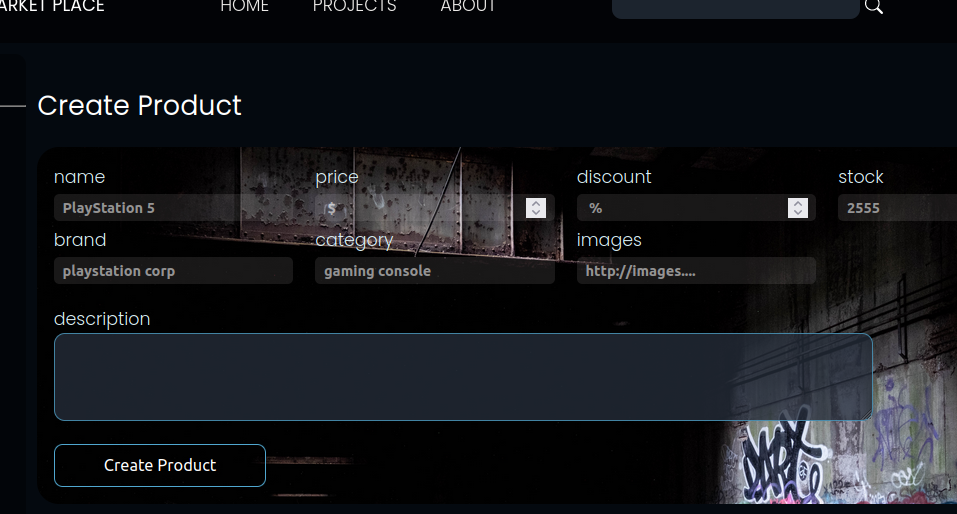 ARKET PLACE HOME PROJECTS ABOUT
Create Product
name price discount stock
PlayStation 5 $ % 2555
brand category images
playstation corp gaming console http://images....
description
Create Product
DARK